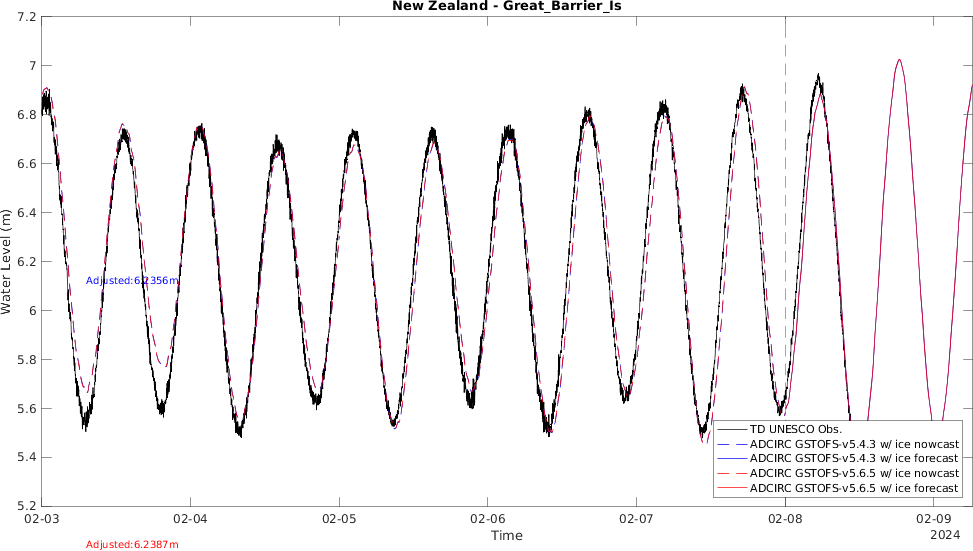 New Zealand - Great_Barrier_Is
7.2
7
6.8
6.6
6.4
6.2
6
5.8
5.6
5.4
5.2
Water Level (m)
Adjusted:6.2356m
TD UNESCO Obs.
ADCIRC GSTOFS-v5.4.3 w/ ice nowcast
ADCIRC GSTOFS-v5.4.3 w/ ice forecast
ADCIRC GSTOFS-v5.6.5 w/ ice nowcast
ADCIRC GSTOFS-v5.6.5 w/ ice forecast
02-03 02-04 02-05 02-06 02-07 02-08 02-09
Time 2024
Adjusted:6.2387m